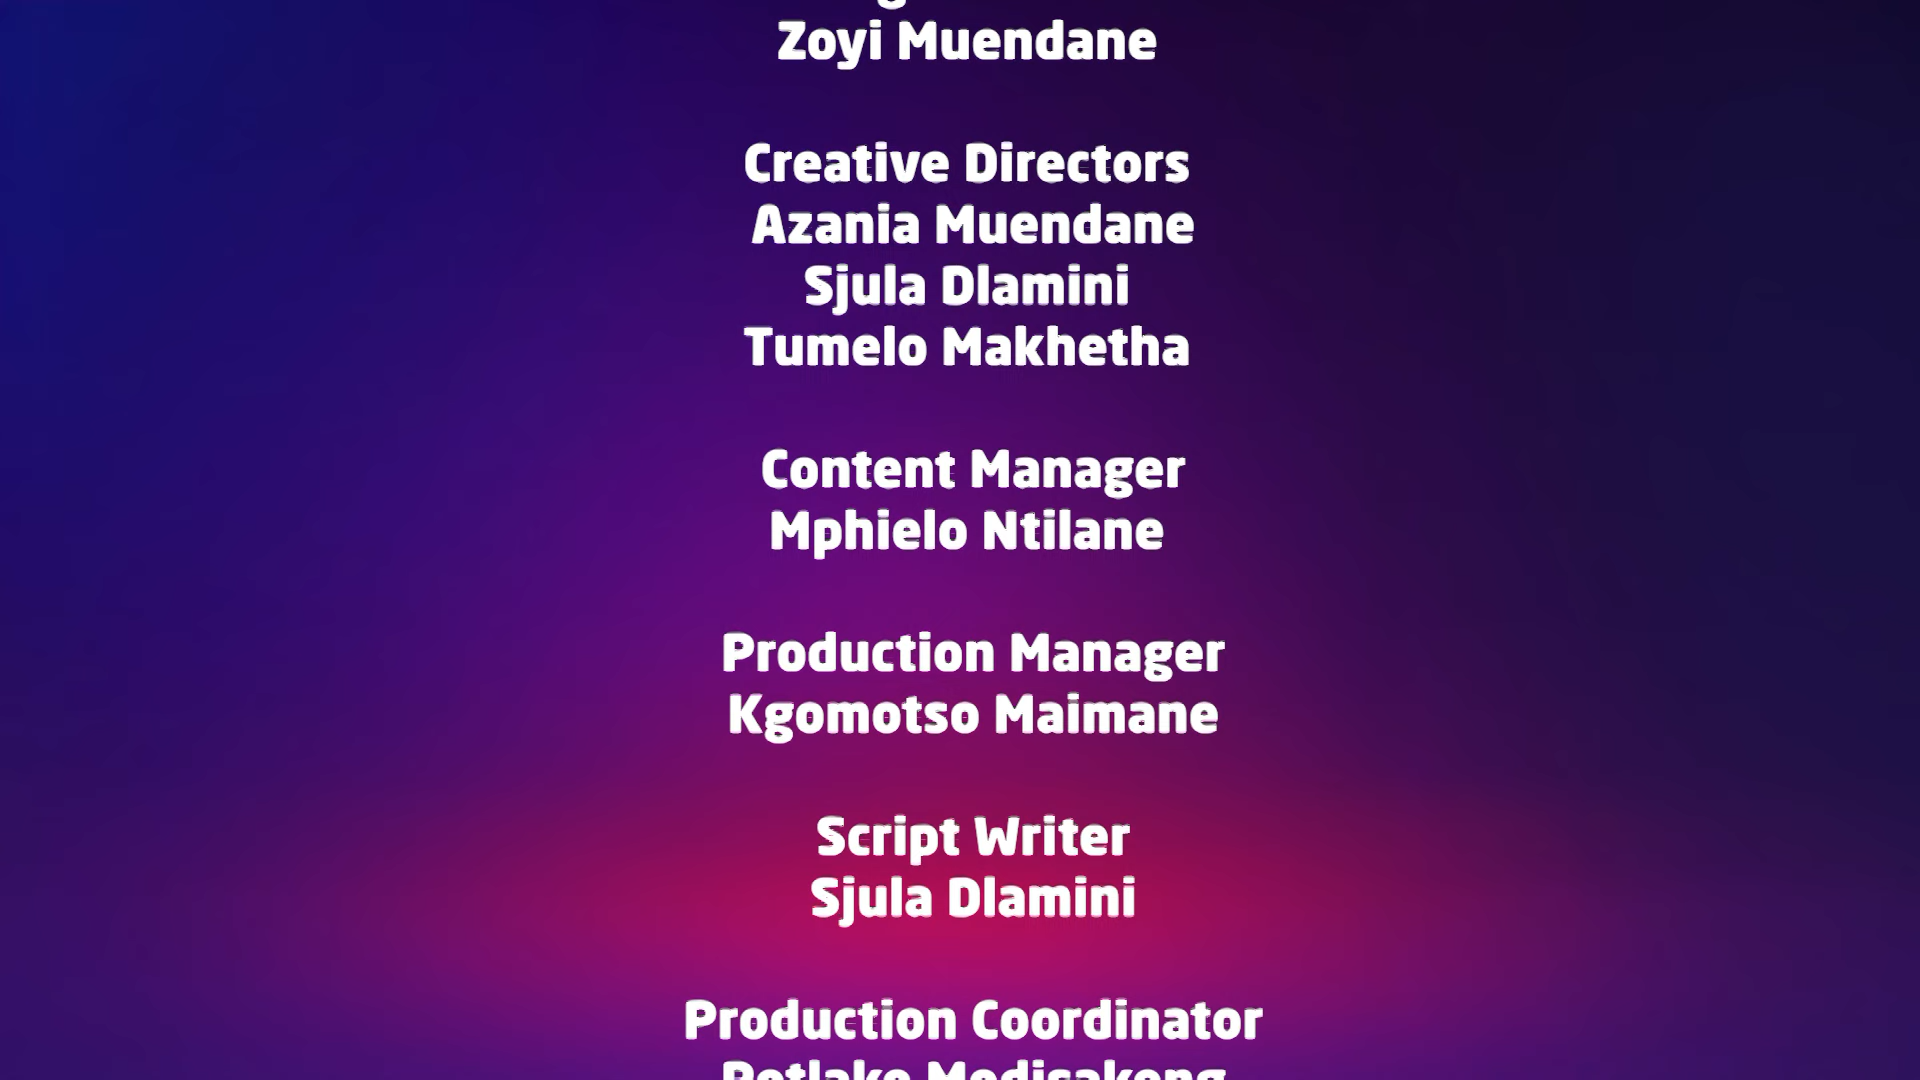 Zoyi Muendane
Creative Directors
Azania Muendane
Sjula Dlamini
Tumelo Makhetha
Content Manager
Mphielo Ntilane
Production Manager
Kgomotso Maimane
Script Writer
Sjula Dlamini
Production Coordinator